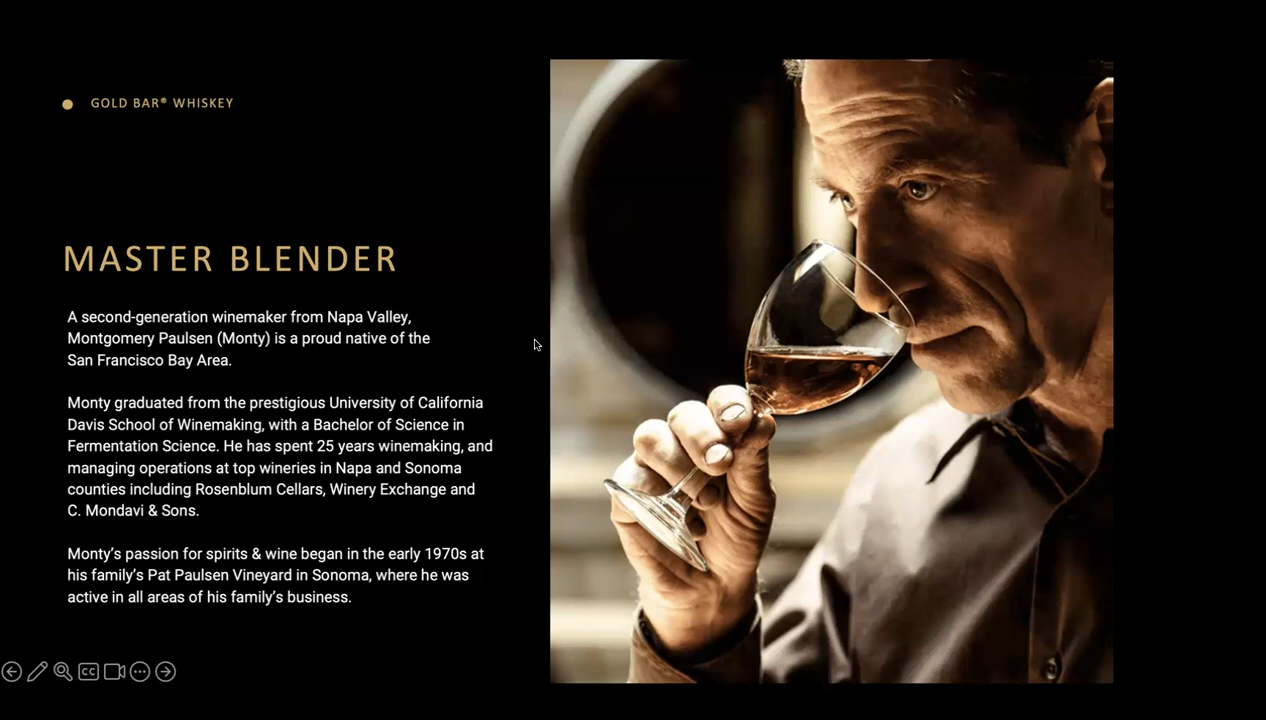 GOLD BAR® WHISKEY
MASTER BLENDER
A second-generation winemaker from Napa Valley,
Montgomery Paulsen (Monty) is a proud native of the
San Francisco Bay Area.
Monty graduated from the prestigious University of California
Davis School of Winemaking, with a Bachelor of Science in
Fermentation Science. He has spent 25 years winemaking, and
managing operations at top wineries in Napa and Sonoma
counties including Rosenblum Cellars, Winery Exchange and
C. Mondavi & Sons.
Monty’s passion for spirits & wine began in the early 1970s at
his family’s Pat Paulsen Vineyard in Sonoma, where he was
active in all areas of his family’s business.
CC